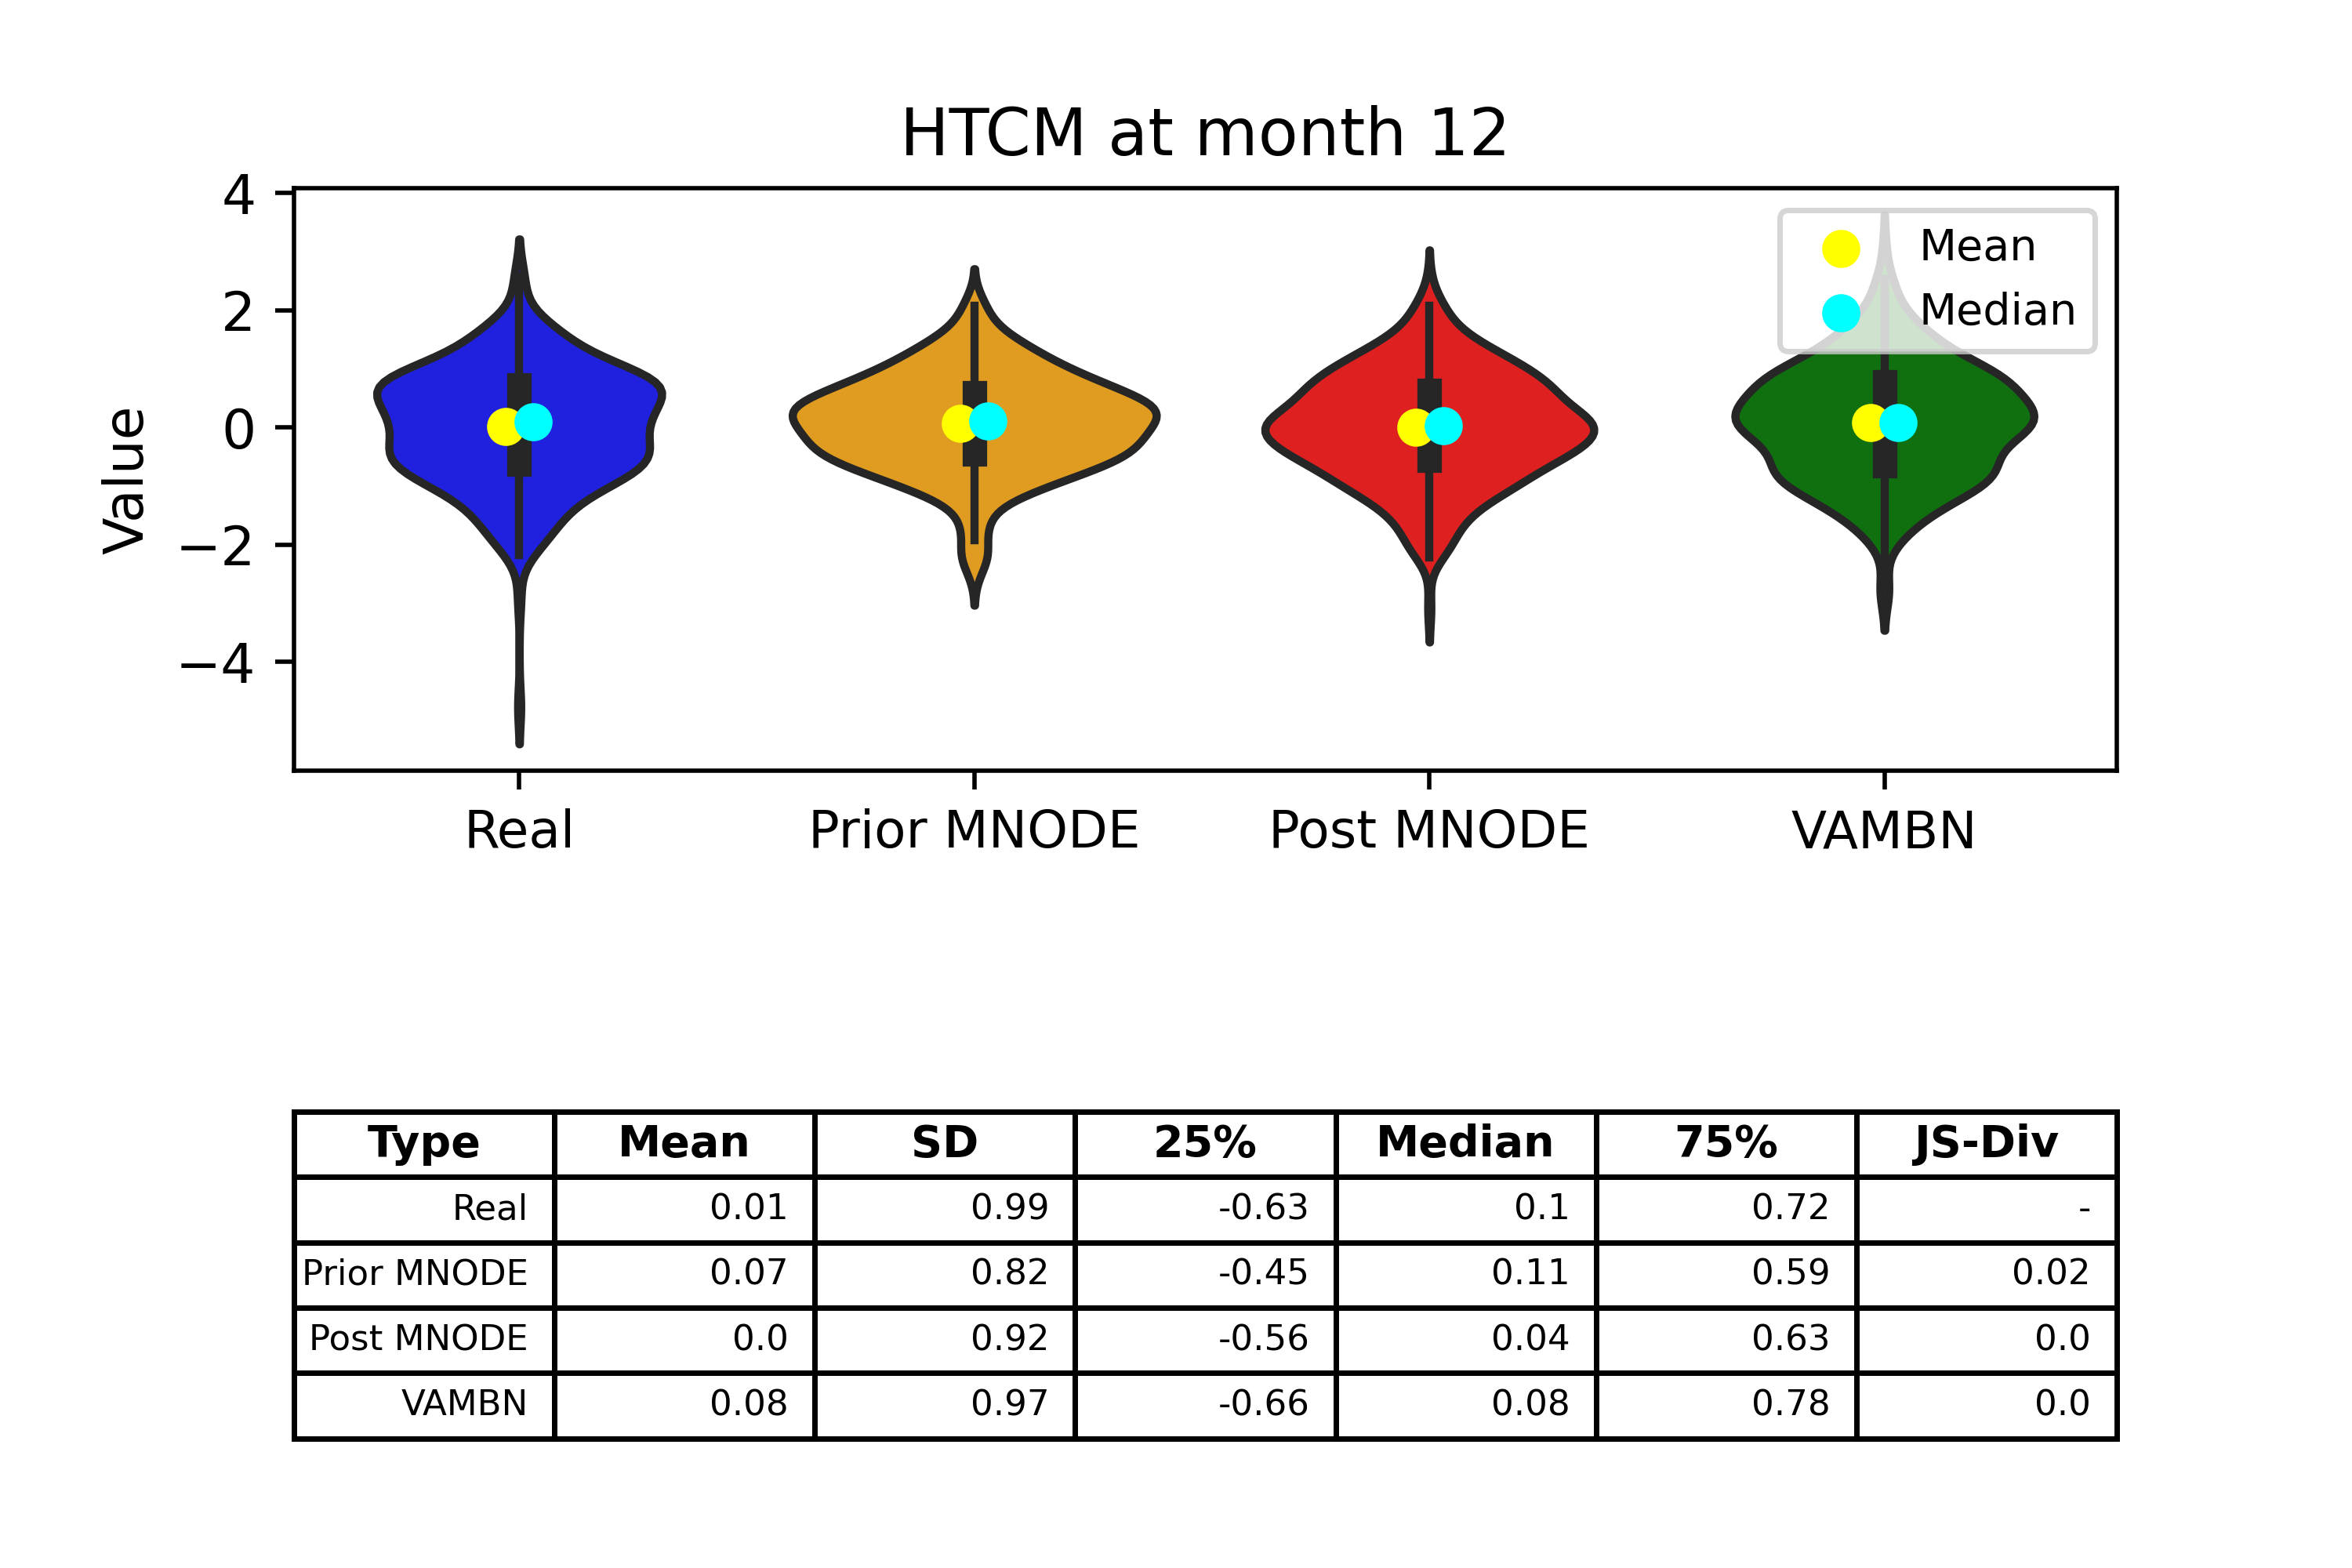 HTCM at month 12
4
2
0
−2
−4
Value
Mean
Median
Real Prior MNODE Post MNODE VAMBN
Type Mean SD 25% Median 75% JS-Div
Real 0.01 0.99 -0.63 0.1 0.72 -
Prior MNODE 0.07 0.82 -0.45 0.11 0.59 0.02
Post MNODE 0.0 0.92 -0.56 0.04 0.63 0.0
VAMBN 0.08 0.97 -0.66 0.08 0.78 0.0